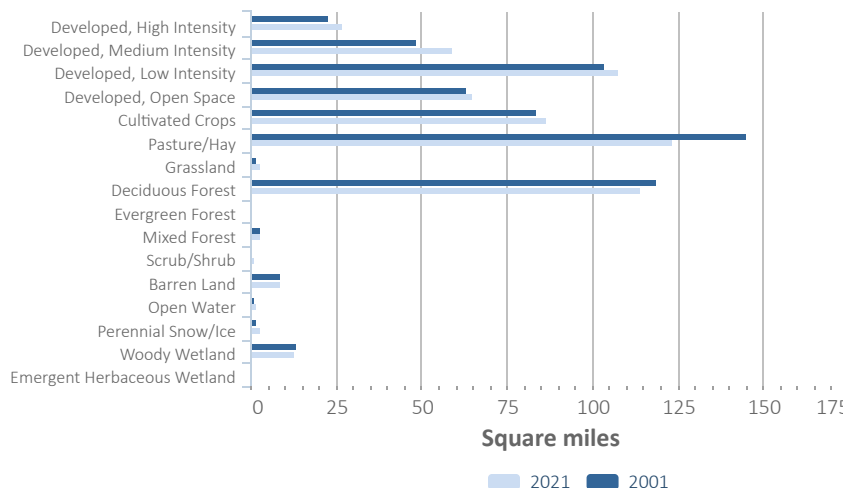 Developed, High Intensity
Developed, Medium Intensity
Developed, Low Intensity
Developed, Open Space
Cultivated Crops
Pasture/Hay
Grassland
Deciduous Forest
Evergreen Forest
Mixed Forest
Scrub/Shrub
Barren Land
Open Water
Perennial Snow/Ice
Woody Wetland
Emergent Herbaceous Wetland
0 25 50 75 100 125 150 175
Square miles
2021 2001